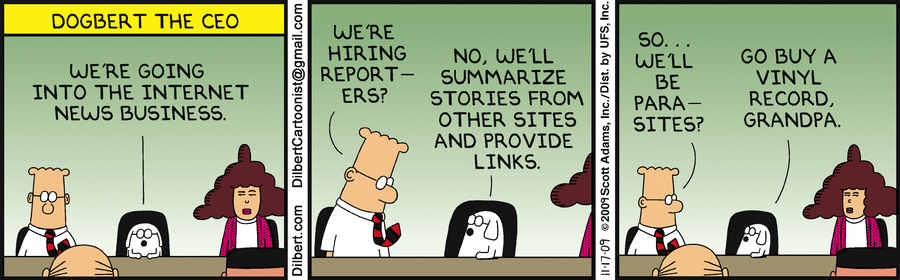 DOGBERT THE CEO
WE'RE GOING
INTO THE INTERNET
NEWS BUSINESS.
Dilbert.com DilbertCartoonist@gmail.com
WE'RE
HIRING
REPORT-
ERS?
NO, WE'LL
SUMMARIZE
STORIES FROM
OTHER SITES
AND PROVIDE
LINKS.
11-17-09 ©2009 Scott Adams, Inc./Dist. by UFS, Inc.
SO...
WE'LL
BE
PARA-
SITES?
GO BUY A
VINYL
RECORD,
GRANDPA.